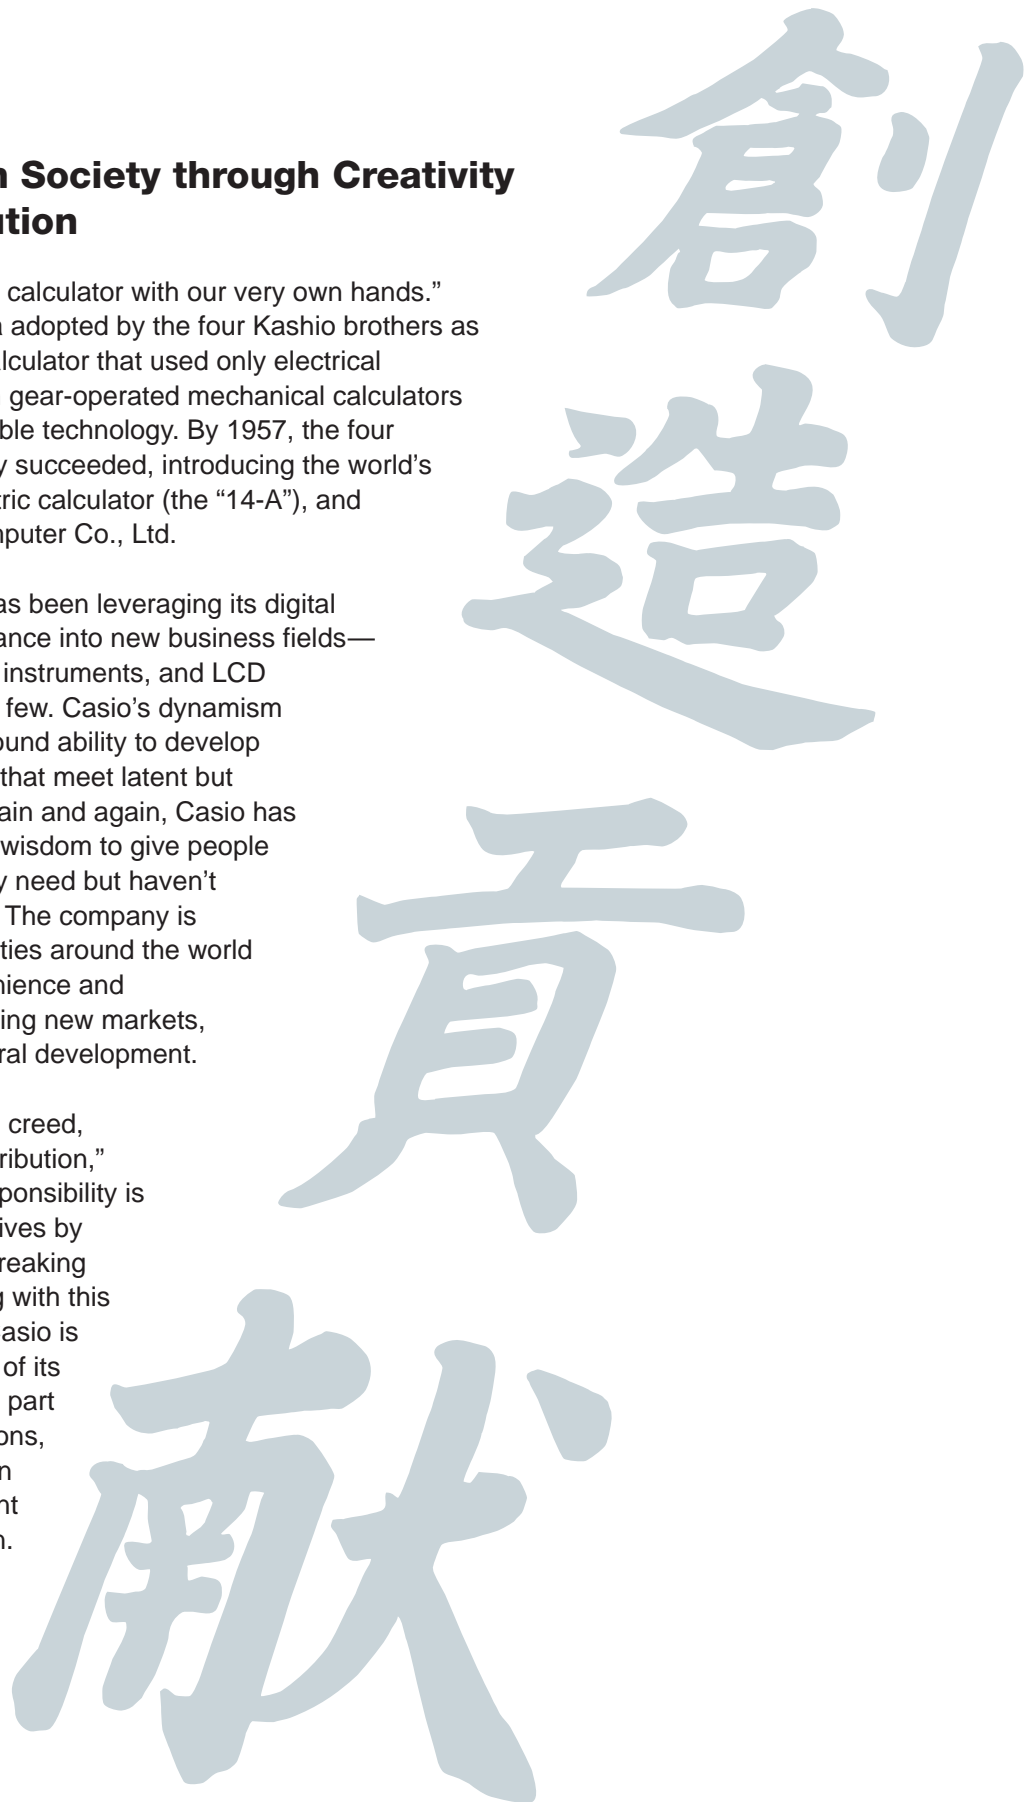 n Society through Creativity
ution
calculator with our very own hands.”
a adopted by the four Kashio brothers as
alculator that used only electrical
gear-operated mechanical calculators
ble technology. By 1957, the four
y succeeded, introducing the world’s
tric calculator (the “14-A”), and
mputer Co., Ltd.
as been leveraging its digital
ance into new business fields—
instruments, and LCD
few. Casio’s dynamism
ound ability to develop
that meet latent but
ain and again, Casio has
wisdom to give people
y need but haven’t
The company is
ties around the world
nience and
ing new markets,
ral development.
creed,
ribution,”
ponsibility is
ives by
reaking
g with this
asio is
of its
part
ons,
n
nt
n.
創
造
貢
献